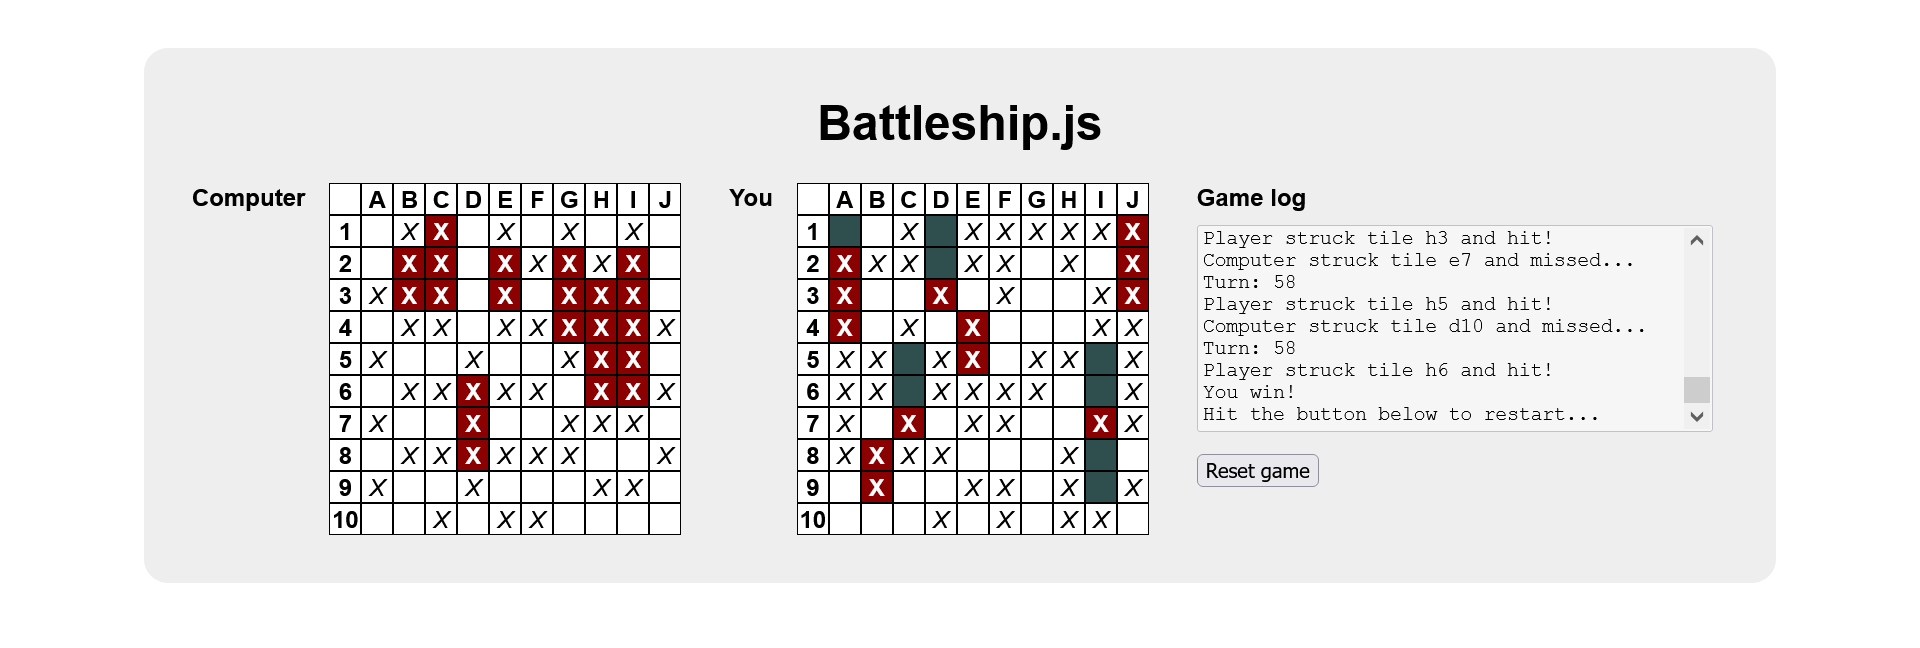 Battleship.js
Computer
A B C D E F G H I J
1 X X X X X
2 X X X X X X X
3 X X X X X X X
4 X X X X X X X X
5 X X X X X
6 X X X X X X X X
7 X X X X X
8 X X X X X X X
9 X X X X
10 X X X
You
A B C D E F G H I J
1 X X X X X X X
2 X X X X X X X
3 X X X X X
4 X X X X X
5 X X X X X X X
6 X X X X X X X
7 X X X X X X
8 X X X X X
9 X X X X X
10 X X X X
Game log
Player struck tile h3 and hit!
Computer struck tile e7 and missed...
Turn: 58
Player struck tile h5 and hit!
Computer struck tile d10 and missed...
Turn: 58
Player struck tile h6 and hit!
You win!
Hit the button below to restart...
Reset game